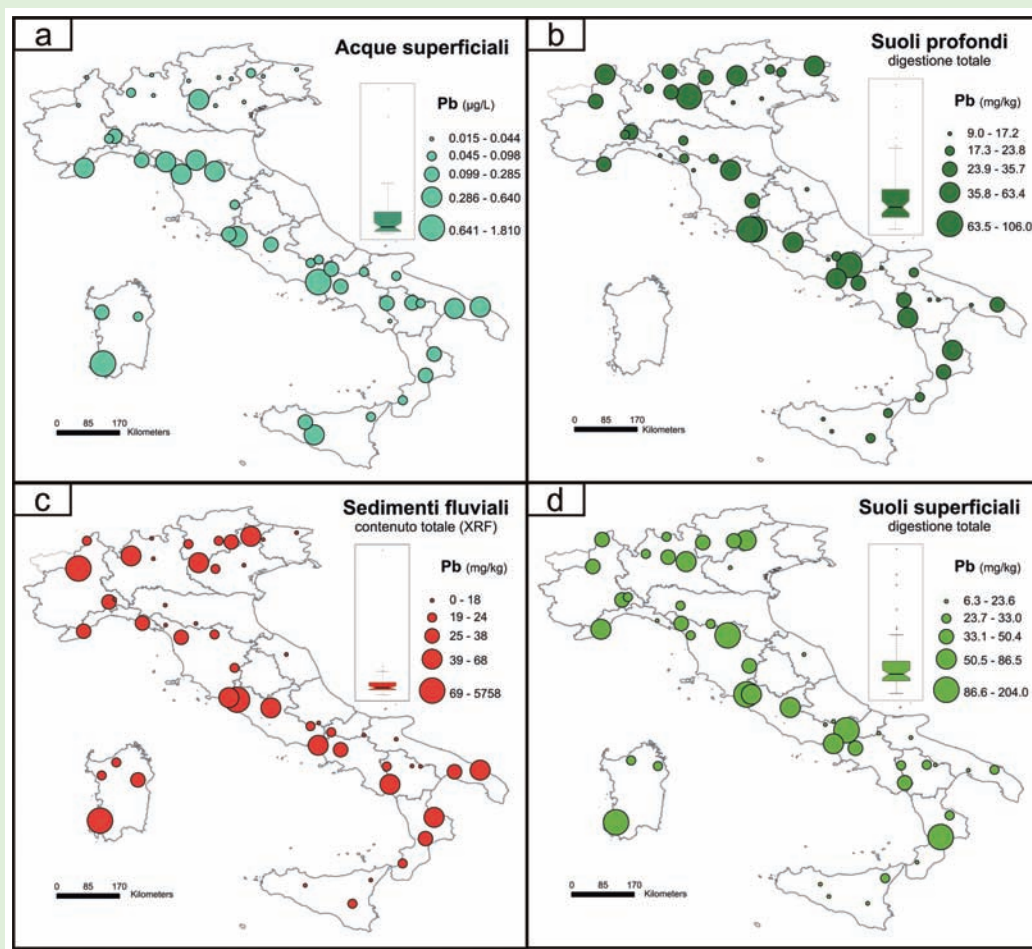 a
Acque superficiali
Pb (µg/L)
0.015 - 0.044
0.045 - 0.098
0.099 - 0.285
0.286 - 0.640
0.641 - 1.810
0 85 170
Kilometers
b
Suoli profondi
digestione totale
Pb (mg/kg)
9.0 - 17.2
17.3 - 23.8
23.9 - 35.7
35.8 - 63.4
63.5 - 106.0
0 85 170
Kilometers
c
Sedimenti fluviali
contenuto totale (XRF)
Pb (mg/kg)
0 - 18
19 - 24
25 - 38
39 - 68
69 - 5758
0 85 170
Kilometers
d
Suoli superficiali
digestione totale
Pb (mg/kg)
6.3 - 23.6
23.7 - 33.0
33.1 - 50.4
50.5 - 86.5
86.6 - 204.0
0 85 170
Kilometers